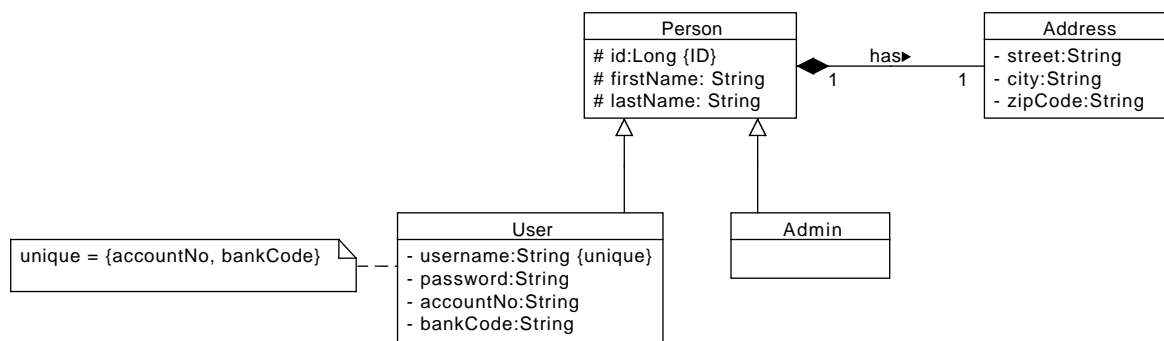 Person
# id:Long {ID}
# firstName: String
# lastName: String
has▶
1
1
Address
- street:String
- city:String
- zipCode:String
unique = {accountNo, bankCode}
User
- username:String {unique}
- password:String
- accountNo:String
- bankCode:String
Admin